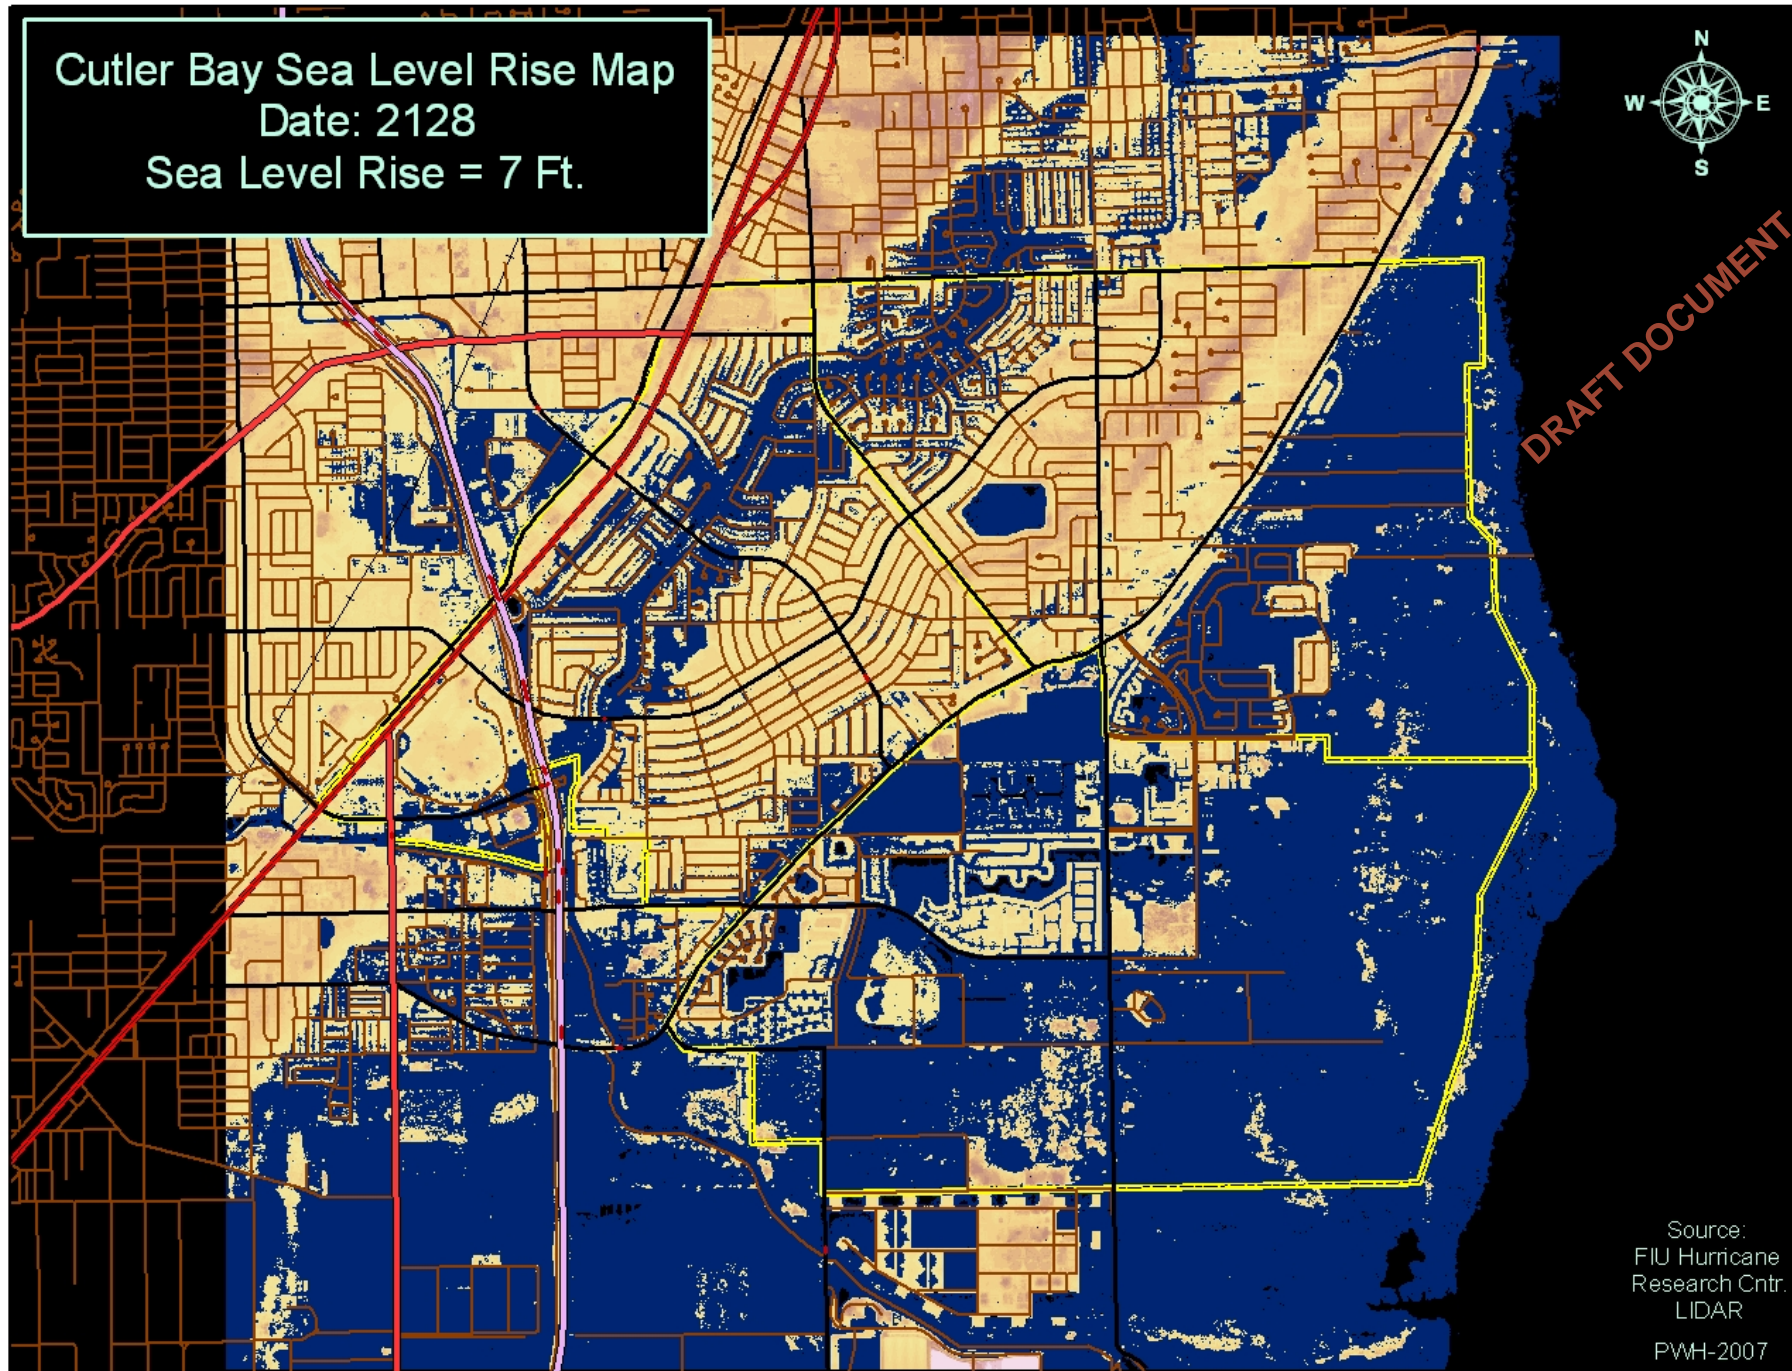 Cutler Bay Sea Level Rise Map
Date: 2128
Sea Level Rise = 7 Ft.
N
W
E
S
DRAFT DOCUMENT
Source:
FIU Hurricane
Research Cntr.
LIDAR
PWH-2007